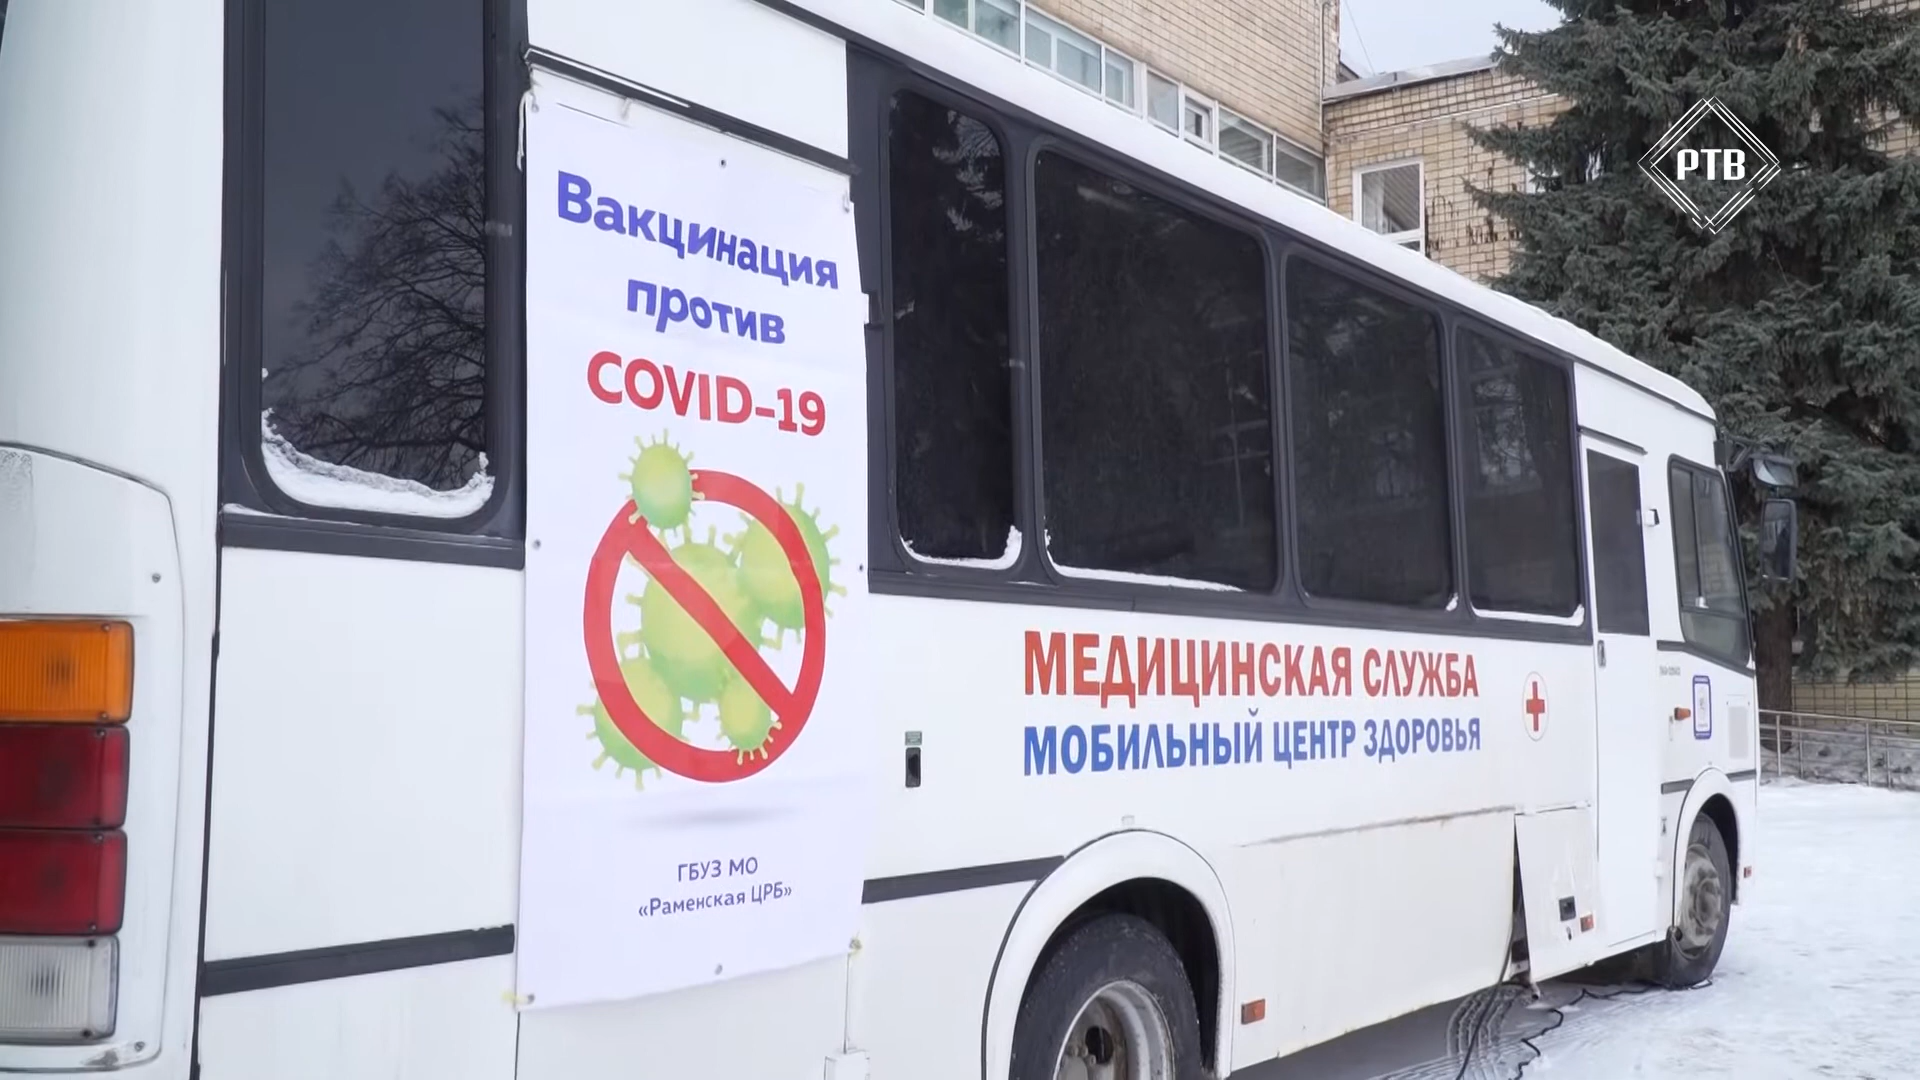 Вакцинация
против
COVID-19
ГБУЗ МО
«Раменская ЦРБ»
МЕДИЦИНСКАЯ СЛУЖБА
МОБИЛЬНЫЙ ЦЕНТР ЗДОРОВЬЯ
РТВ